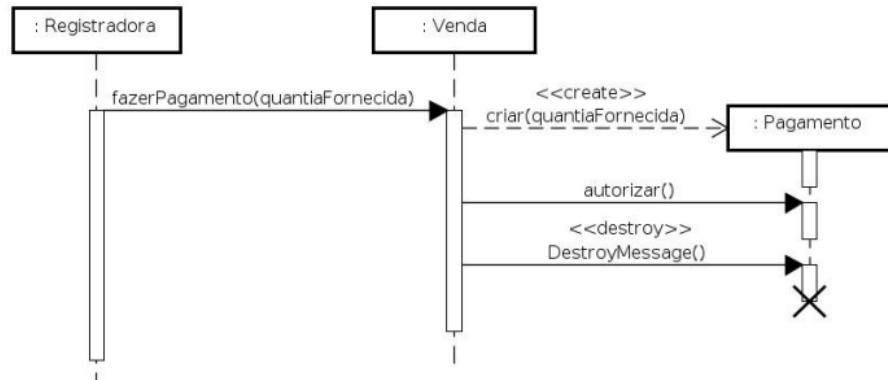 : Registradora
: Venda
fazerPagamento(quantiaFornecida)
<<create>>
criar(quantiaFornecida)
: Pagamento
autorizar()
<<destroy>>
DestroyMessage()